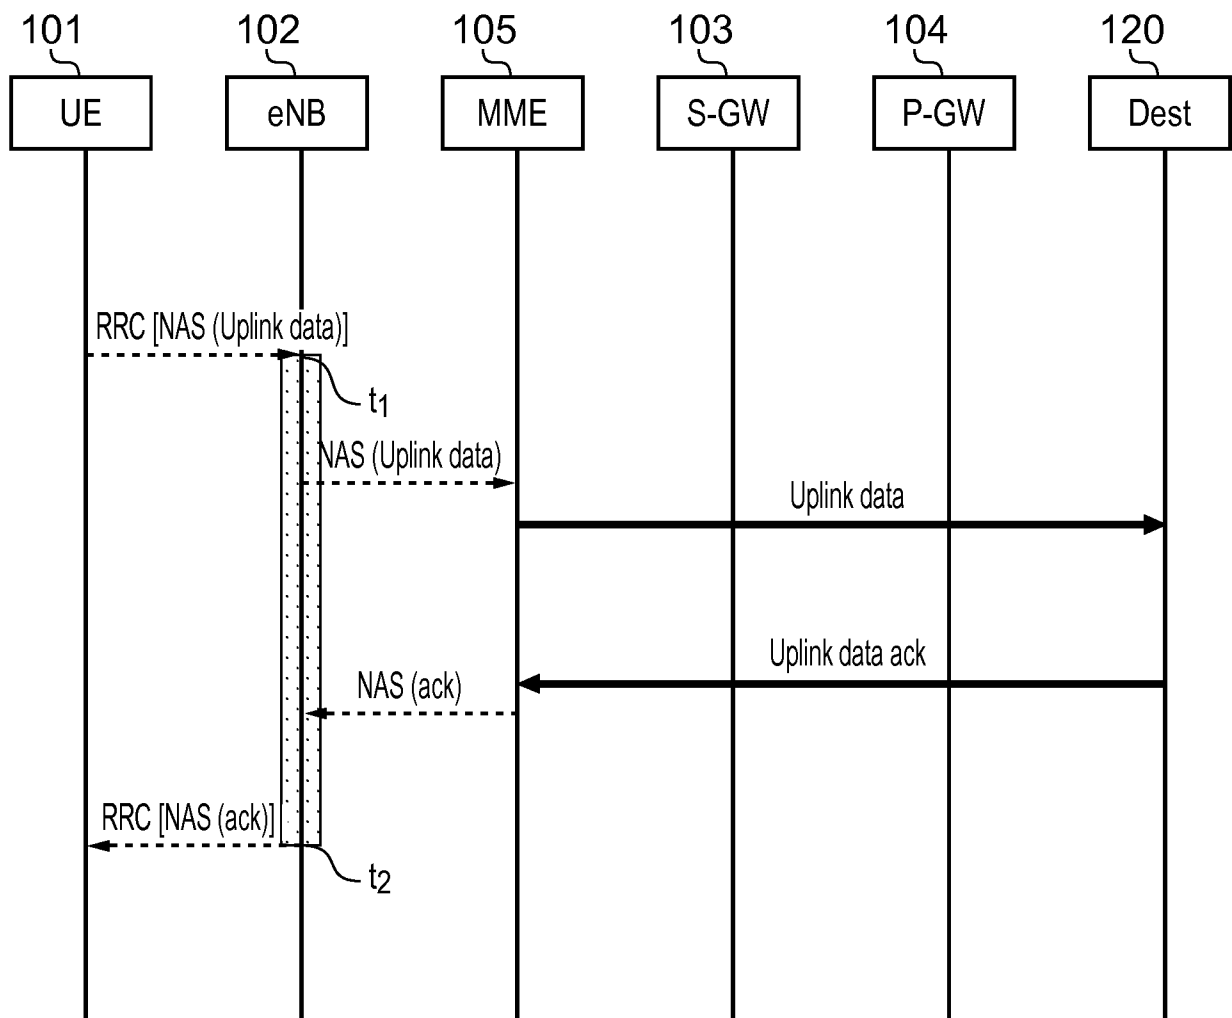 101 102 105 103 104 120
UE eNB MME S-GW P-GW Dest
RRC [NAS (Uplink data)]
t1
NAS (Uplink data)
Uplink data
Uplink data ack
NAS (ack)
RRC [NAS (ack)]
t2